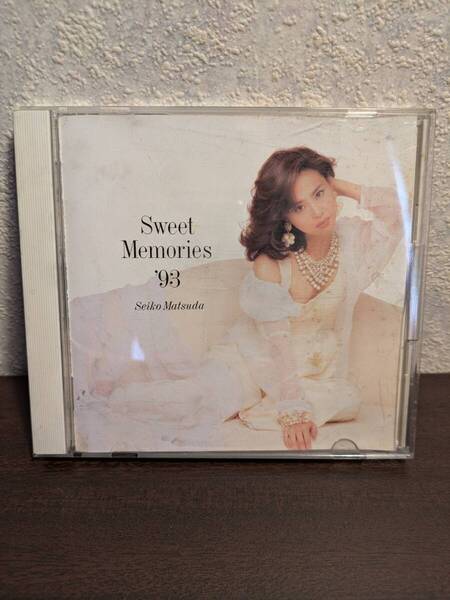 Sweet
Memories
'93
Seiko Matsuda